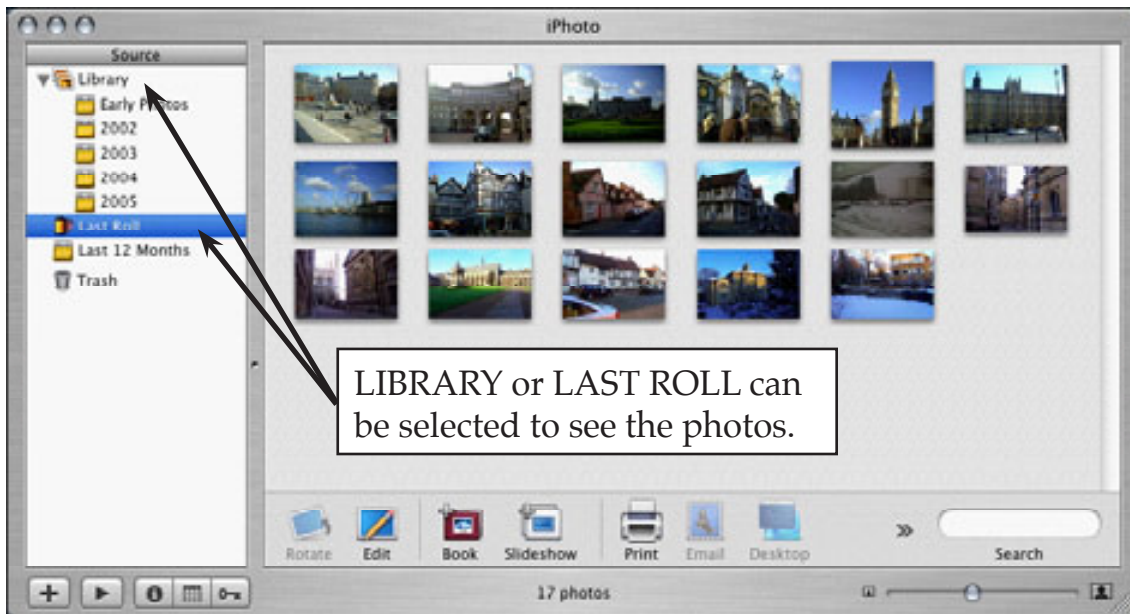 iPhoto
Source
Library
Early Photos
2002
2003
2004
2005
Last Roll
Last 12 Months
Trash
LIBRARY or LAST ROLL can
be selected to see the photos.
Rotate Edit Book Slideshow Print Email Desktop » Search
17 photos